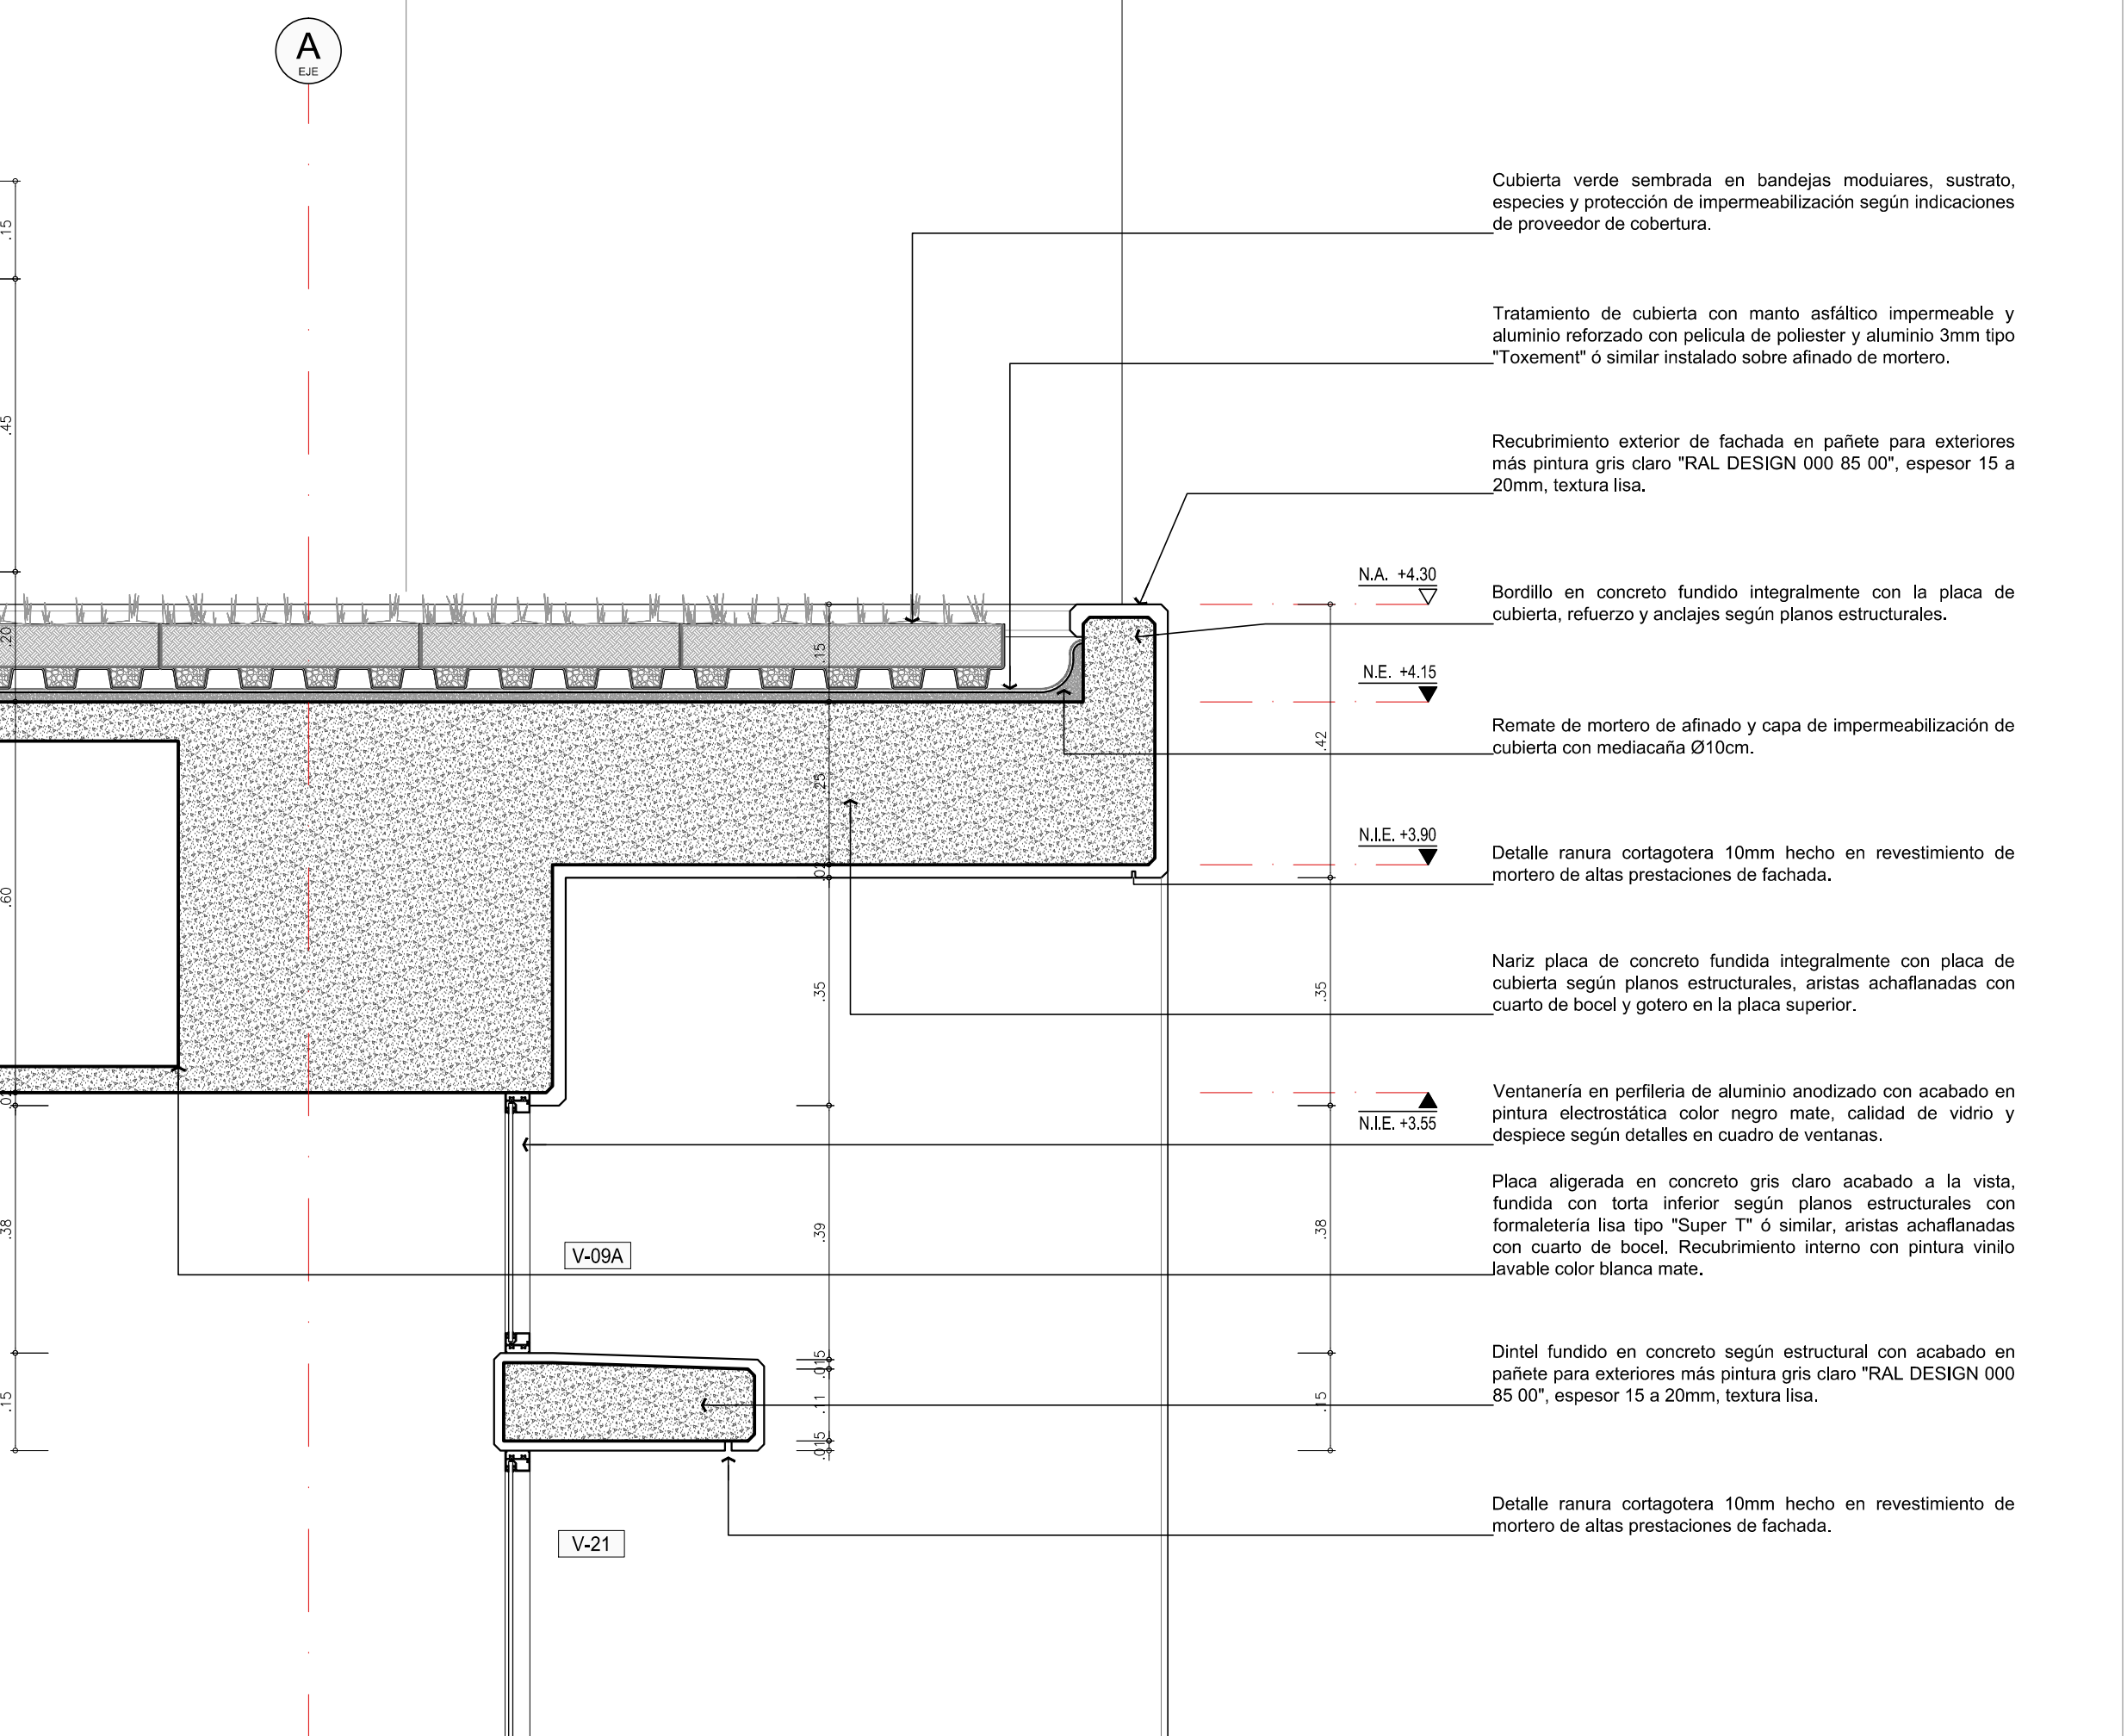 A
EJE
Cubierta verde sembrada en bandejas moduiares, sustrato,
especies y protección de impermeabilización según indicaciones
de proveedor de cobertura.
Tratamiento de cubierta con manto asfáltico impermeable y
aluminio reforzado con pelicula de poliester y aluminio 3mm tipo
"Toxement" ó similar instalado sobre afinado de mortero.
Recubrimiento exterior de fachada en pañete para exteriores
más pintura gris claro "RAL DESIGN 000 85 00", espesor 15 a
20mm, textura lisa.
Bordillo en concreto fundido integralmente con la placa de
cubierta, refuerzo y anclajes según planos estructurales.
Remate de mortero de afinado y capa de impermeabilización de
cubierta con mediacaña Ø10cm.
Detalle ranura cortagotera 10mm hecho en revestimiento de
mortero de altas prestaciones de fachada.
Nariz placa de concreto fundida integralmente con placa de
cubierta según planos estructurales, aristas achaflanadas con
cuarto de bocel y gotero en la placa superior.
Ventanería en perfileria de aluminio anodizado con acabado en
pintura electrostática color negro mate, calidad de vidrio y
despiece según detalles en cuadro de ventanas.
Placa aligerada en concreto gris claro acabado a la vista,
fundida con torta inferior según planos estructurales con
formaletería lisa tipo "Super T" ó similar, aristas achaflanadas
con cuarto de bocel. Recubrimiento interno con pintura vinilo
lavable color blanca mate.
Dintel fundido en concreto según estructural con acabado en
pañete para exteriores más pintura gris claro "RAL DESIGN 000
85 00", espesor 15 a 20mm, textura lisa.
Detalle ranura cortagotera 10mm hecho en revestimiento de
mortero de altas prestaciones de fachada.
N.A. +4.30
N.E. +4.15
N.I.E. +3.90
N.I.E. +3.55
.15
.45
.20
.60
.02
.38
.15
.15
.25
.02
.35
.39
.015
.11
.015
.42
.35
.38
.15
V-09A
V-21